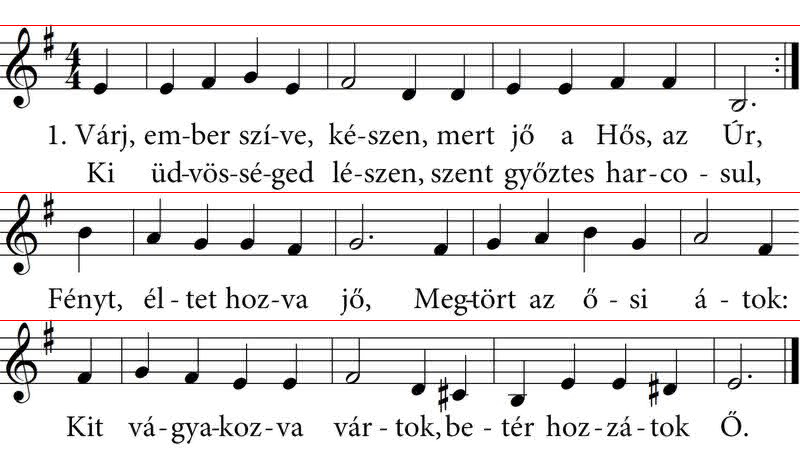 1. Várj, em-ber szí-ve, ké-szen, mert jő a Hős, az Úr,
Ki üd-vös-sé-ged lé-szen, szent győztes har-co - sul,
Fényt, él - tet hoz-va jő, Meg-tört az ő - si á - tok:
Kit vá-gya-koz-va vár - tok, be - tér hoz-zá-tok Ő.